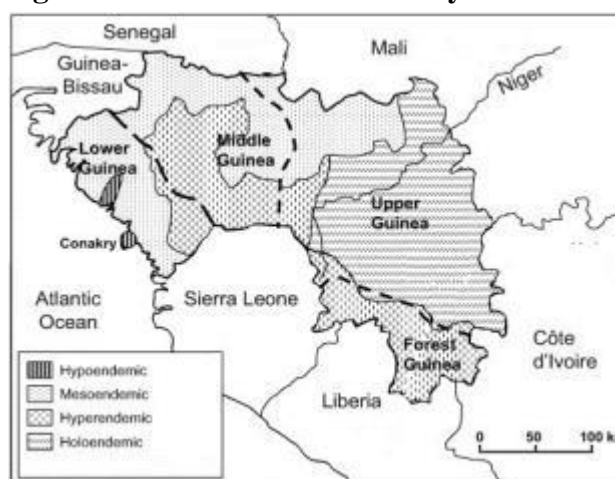 Senegal
Mali
Guinea-
Bissau
Niger
Lower
Guinea
Middle
Guinea
Upper
Guinea
Conakry
Atlantic
Ocean
Sierra Leone
Forest
Guinea
Côte
d'Ivoire
Liberia
Hypoendemic
Mesoendemic
Hyperendemic
Holoendemic
0 50 100 k